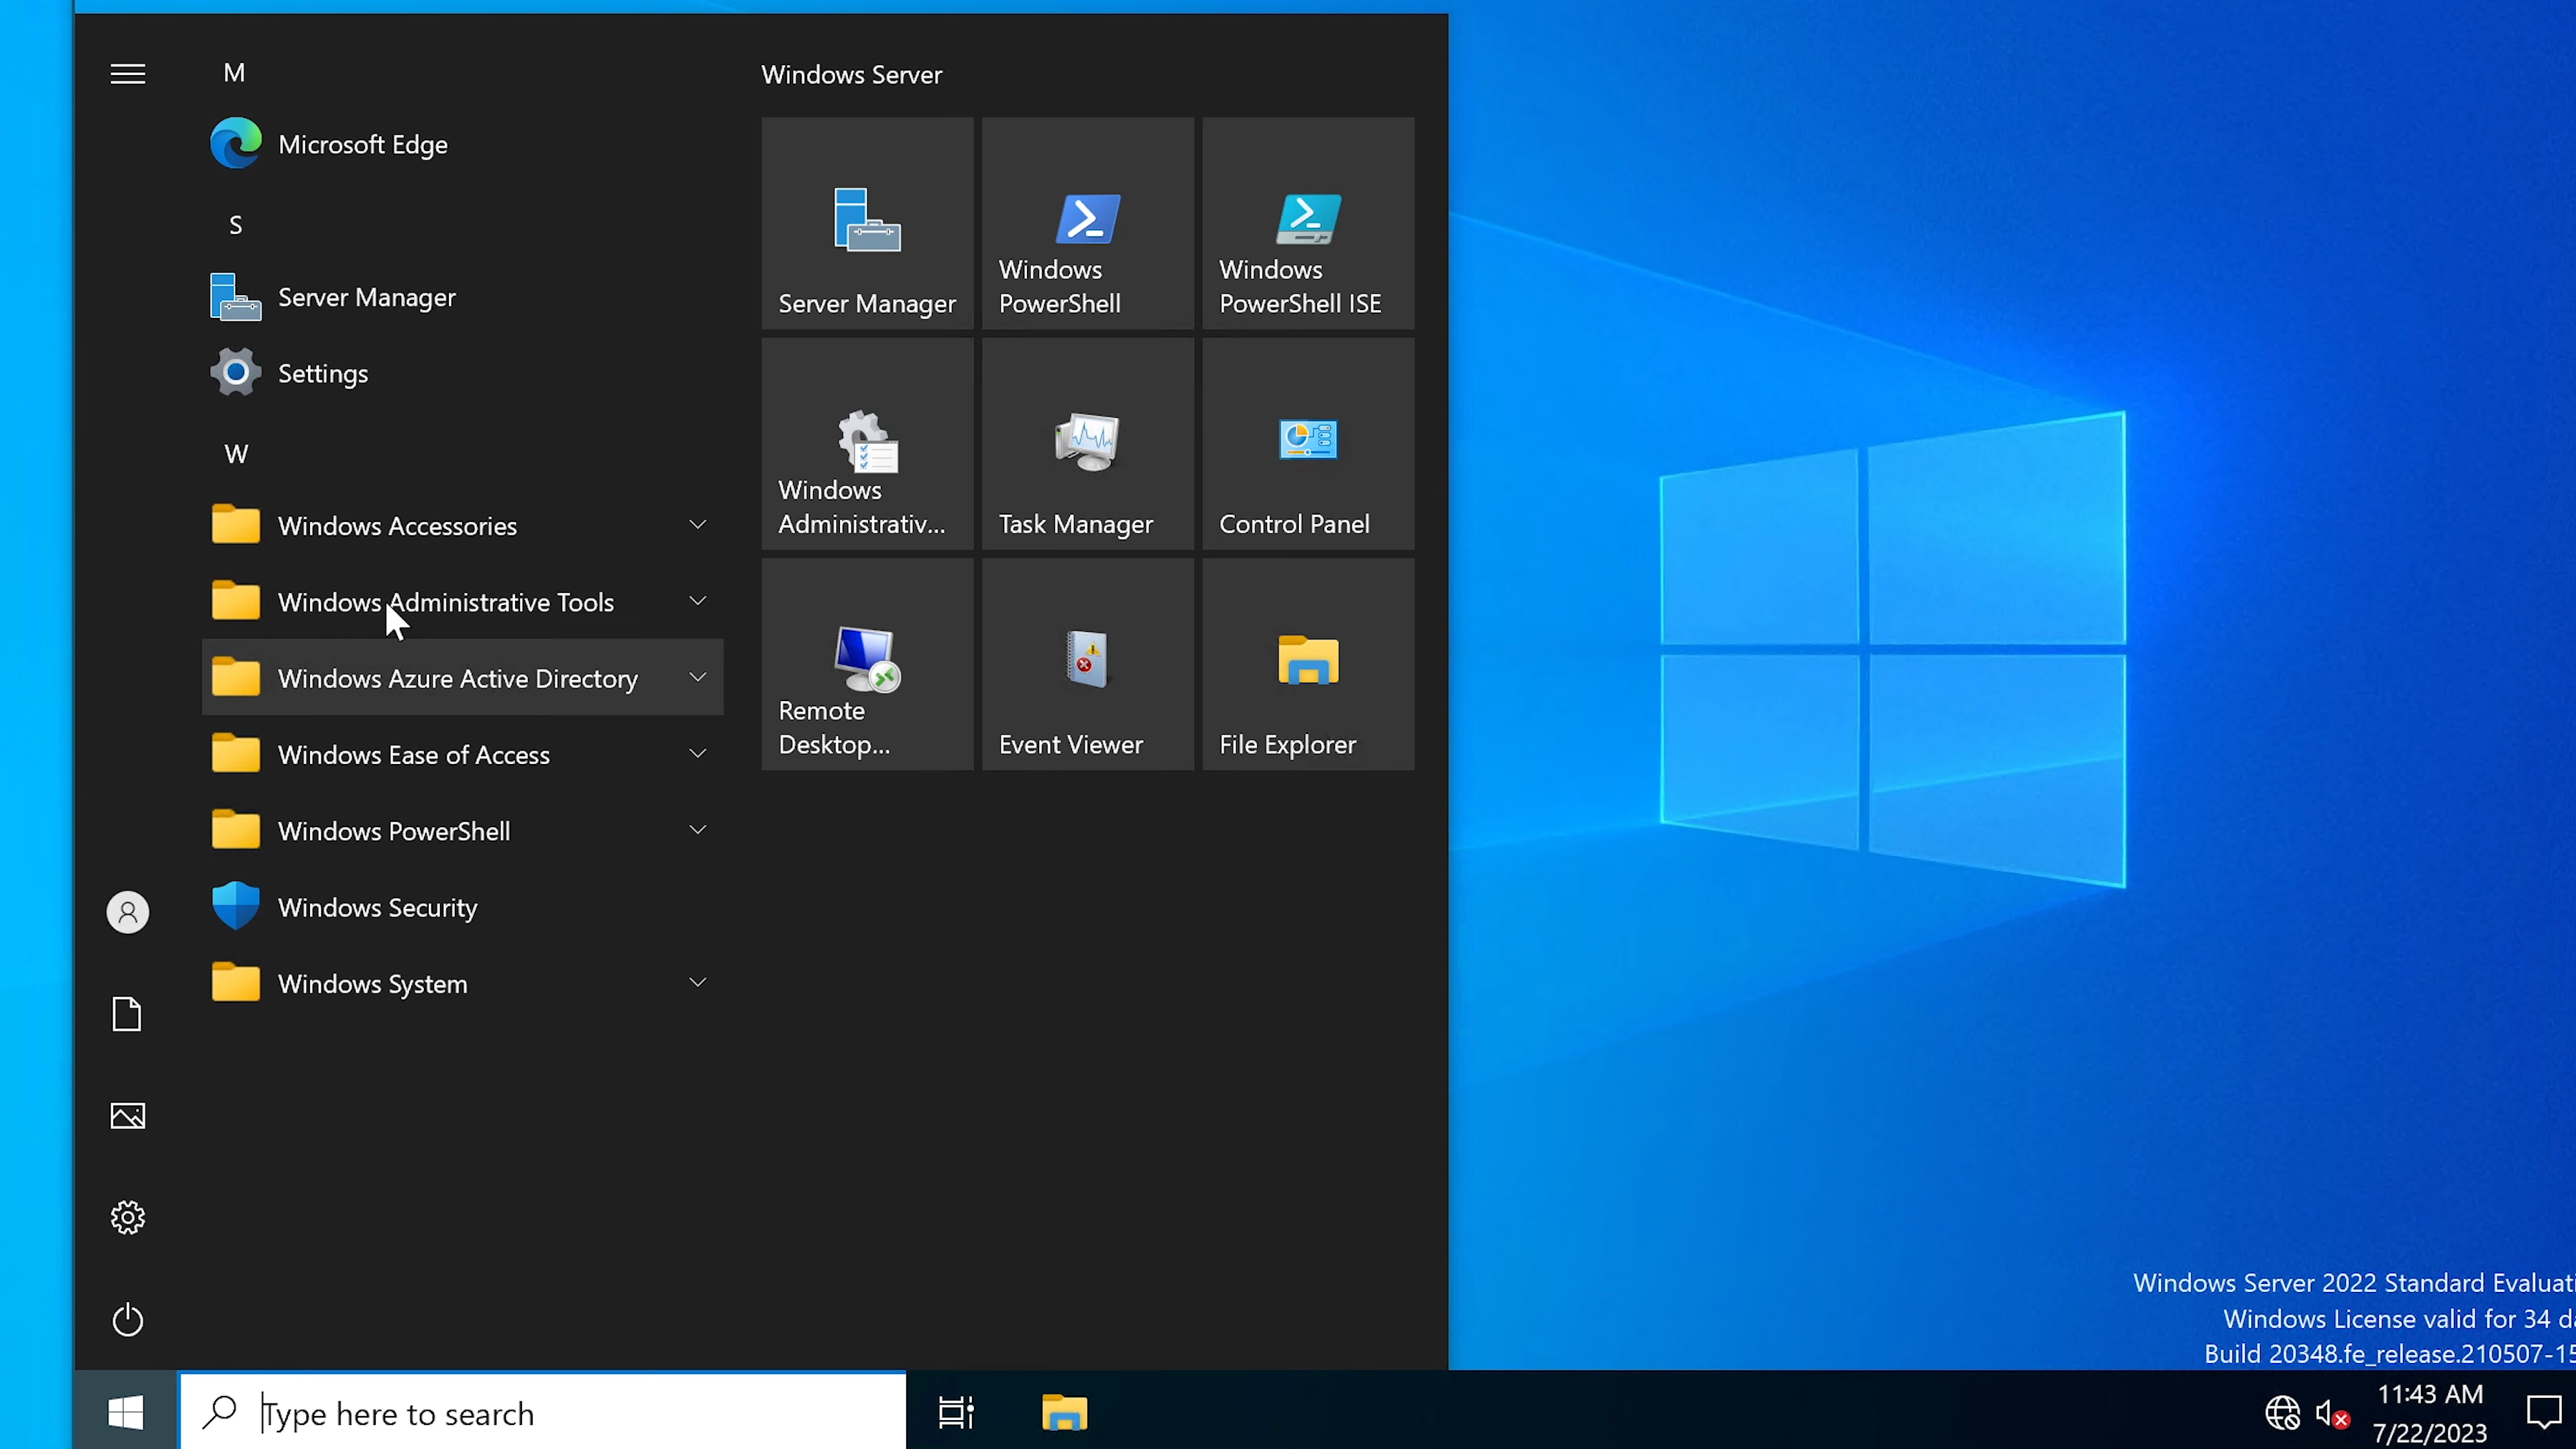 M
Microsoft Edge
S
Server Manager
Settings
W
Windows Accessories
Windows Administrative Tools
Windows Azure Active Directory
Windows Ease of Access
Windows PowerShell
Windows Security
Windows System
Windows Server
Server Manager
Windows
PowerShell
Windows
PowerShell ISE
Windows
Administrativ...
Task Manager
Control Panel
Remote
Desktop...
Event Viewer
File Explorer
Windows Server 2022 Standard Evaluati
Windows License valid for 34 da
Build 20348.fe_release.210507-15
Type here to search
11:43 AM
7/22/2023